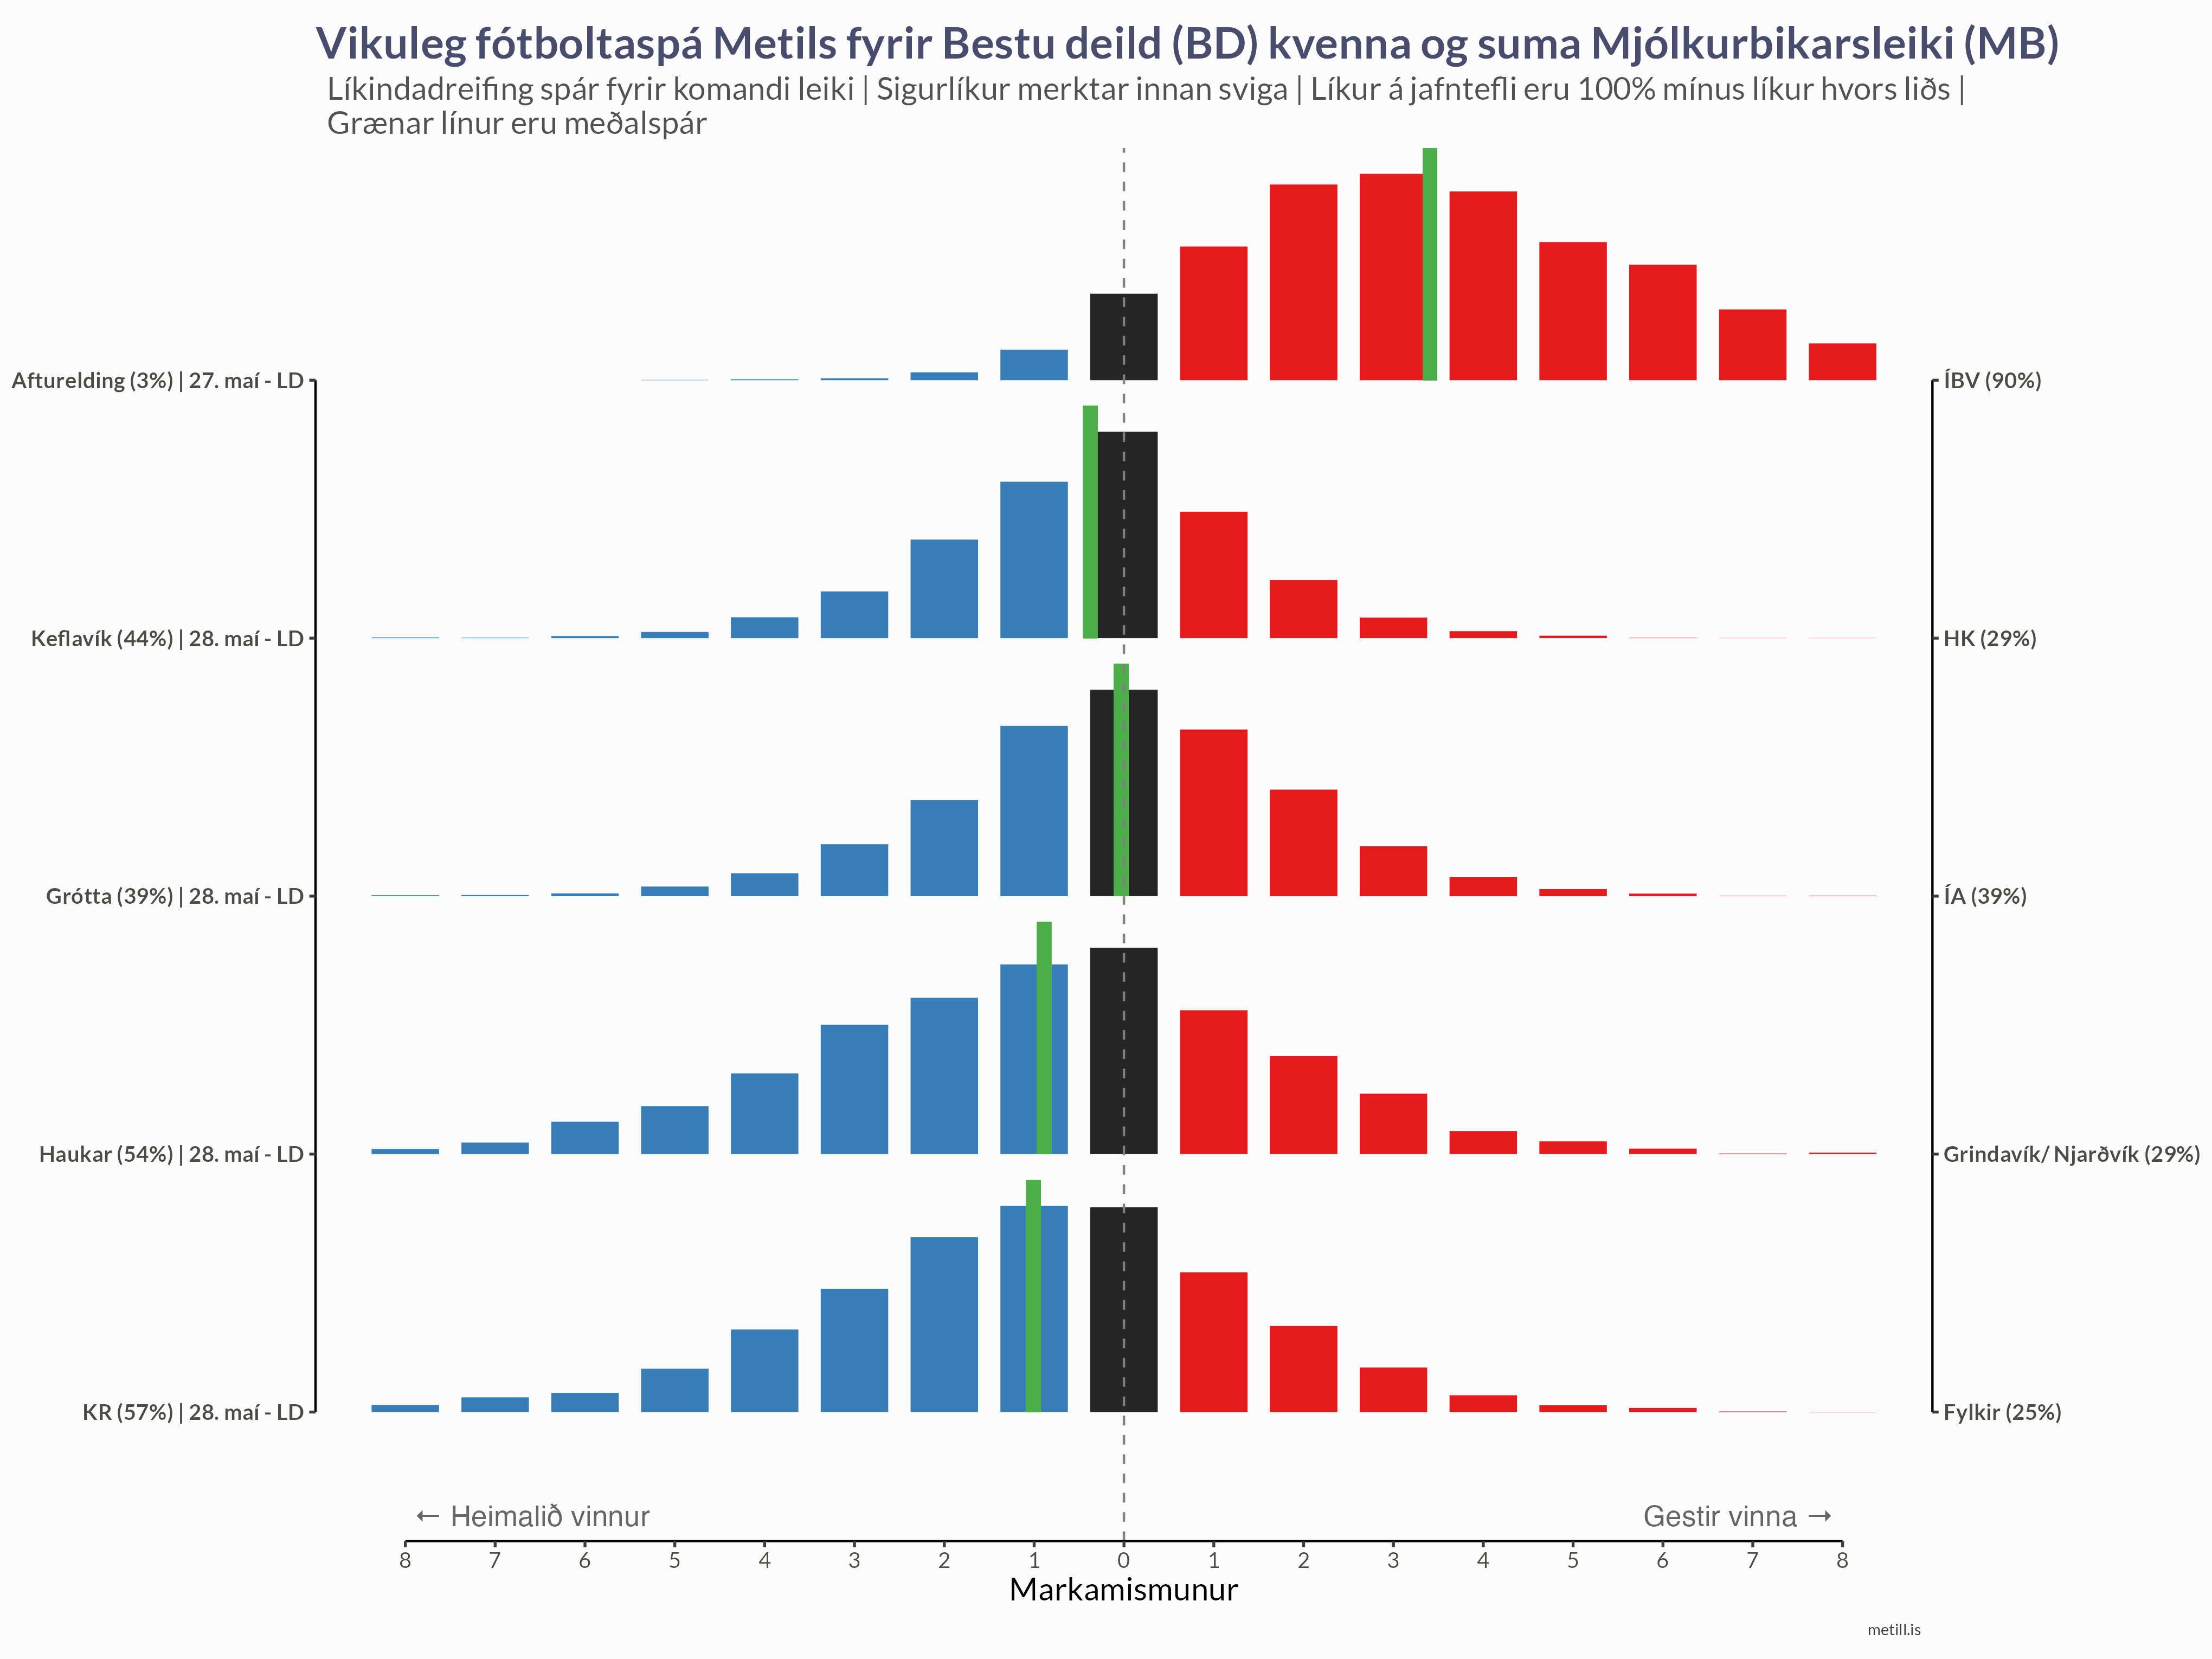 Vikuleg fótboltaspá Metils fyrir Bestu deild (BD) kvenna og suma Mjólkurbikarsleiki (MB)
Líkindadreifing spár fyrir komandi leiki | Sigurlíkur merktar innan sviga | Líkur á jafntefli eru 100% mínus líkur hvors liðs |
Grænar línur eru meðalspár
Afturelding (3%) | 27. maí - LD
ÍBV (90%)
Keflavík (44%) | 28. maí - LD
HK (29%)
Grótta (39%) | 28. maí - LD
ÍA (39%)
Haukar (54%) | 28. maí - LD
Grindavík/ Njarðvík (29%)
KR (57%) | 28. maí - LD
Fylkir (25%)
← Heimalið vinnur
Gestir vinna →
8 7 6 5 4 3 2 1 0 1 2 3 4 5 6 7 8
Markamismunur
metill.is